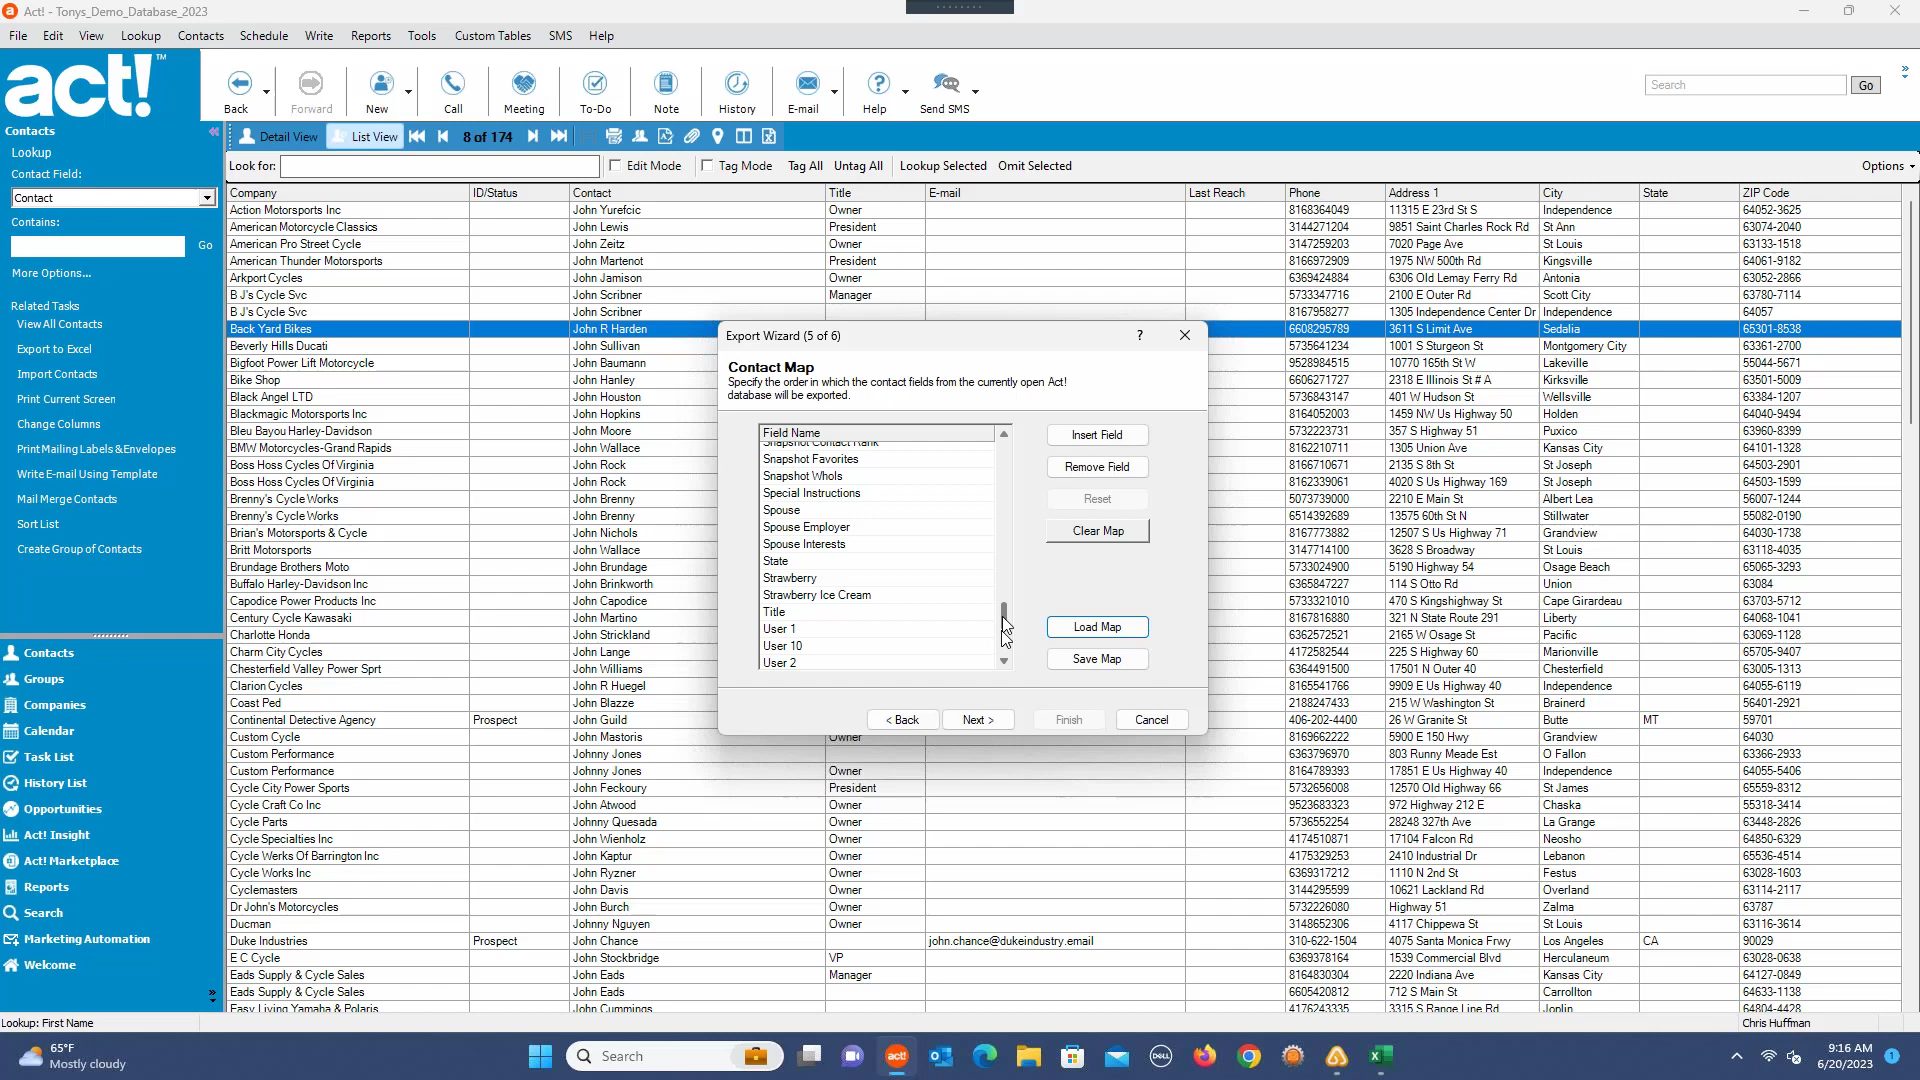 Act! - Tonys_Demo_Database_2023
File Edit View Lookup Contacts Schedule Write Reports Tools Custom Tables SMS Help
act!™
Back Forward New Call Meeting To-Do Note History E-mail Help Send SMS
Search Go
Contacts
Lookup
Contact Field:
Contact
Contains:
Go
More Options...
Related Tasks
View All Contacts
Export to Excel
Import Contacts
Print Current Screen
Change Columns
Print Mailing Labels & Envelopes
Write E-mail Using Template
Mail Merge Contacts
Sort List
Create Group of Contacts
Contacts
Groups
Companies
Calendar
Task List
History List
Opportunities
Act! Insight
Act! Marketplace
Reports
Search
Marketing Automation
Welcome
Detail View List View 8 of 174
Look for: Edit Mode Tag Mode Tag All Untag All Lookup Selected Omit Selected Options
Company ID/Status Contact Title E-mail Last Reach Phone Address 1 City State ZIP Code
Action Motorsports Inc John Yurefcic Owner 8168364049 11315 E 23rd St S Independence 64052-3625
American Motorcycle Classics John Lewis President 3144271204 9851 Saint Charles Rock Rd St Ann 63074-2040
American Pro Street Cycle John Zeitz Owner 3147259203 7020 Page Ave St Louis 63133-1518
American Thunder Motorsports John Martenot President 8166972909 1975 NW 500th Rd Kingsville 64061-9182
Arkport Cycles John Jamison Owner 6369424884 6306 Old Lemay Ferry Rd Antonia 63052-2866
B J's Cycle Svc John Scribner Manager 5733347716 2100 E Outer Rd Scott City 63780-7114
B J's Cycle Svc John Scribner 8167958277 1305 Independence Center Dr Independence 64057
Back Yard Bikes John R Harden 6608295789 3611 S Limit Ave Sedalia 65301-8538
Beverly Hills Ducati John Sullivan 5735641234 1001 S Sturgeon St Montgomery City 63361-2700
Bigfoot Power Lift Motorcycle John Baumann 9528984515 10770 165th St W Lakeville 55044-5671
Bike Shop John Hanley 6606271727 2318 E Illinois St # A Kirksville 63501-5009
Black Angel LTD John Houston 5736843147 401 W Hudson St Wellsville 63384-1207
Blackmagic Motorsports Inc John Hopkins 8164052003 1459 NW Us Highway 50 Holden 64040-9494
Bleu Bayou Harley-Davidson John Moore 5732223731 357 S Highway 51 Puxico 63960-8399
BMW Motorcycles-Grand Rapids John Wallace 8162210711 1305 Union Ave Kansas City 64101-1328
Boss Hoss Cycles Of Virginia John Rock 8166710671 2135 S 8th St St Joseph 64503-2901
Boss Hoss Cycles Of Virginia John Rock 8162339061 4020 S Us Highway 169 St Joseph 64503-1599
Brenny's Cycle Works John Brenny 5073739000 2210 E Main St Albert Lea 56007-1244
Brenny's Cycle Works John Brenny 6514392689 13575 60th St N Stillwater 55082-0190
Brian's Motorsports & Cycle John Nichols 8167773882 12507 S Us Highway 71 Grandview 64030-1738
Britt Motorsports John Wallace 3147714100 3628 S Broadway St Louis 63118-4035
Brundage Brothers Moto John Brundage 5733024900 5190 Highway 54 Osage Beach 65065-3293
Buffalo Harley-Davidson Inc John Brinkworth 6365847227 114 S Otto Rd Union 63084
Capodice Power Products Inc John Capodice 5733321010 470 S Kingshighway St Cape Girardeau 63703-5712
Century Cycle Kawasaki John Martino 8167816880 321 N State Route 291 Liberty 64068-1041
Charlotte Honda John Strickland 6362572521 2165 W Osage St Pacific 63069-1128
Charm City Cycles John Lange 4172582544 225 S Highway 60 Marionville 65705-9407
Chesterfield Valley Power Sprt John Williams 6364491500 17501 N Outer 40 Chesterfield 63005-1313
Clarion Cycles John R Huegel 8165541766 9909 E Us Highway 40 Independence 64055-6119
Coast Ped John Blazze 2188247433 215 W Washington St Brainerd 56401-2921
Continental Detective Agency Prospect John Guild 406-202-4400 26 W Granite St Butte MT 59701
Custom Cycle John Mastoris Owner 8169662222 5900 E 150 Hwy Grandview 64030
Custom Performance Johnny Jones 6363796970 803 Runny Meade Est O Fallon 63366-2933
Custom Performance Johnny Jones Owner 8164789393 17851 E Us Highway 40 Independence 64055-5406
Cycle City Power Sports John Feckoury President 5732656008 12570 Old Highway 66 St James 65559-8312
Cycle Craft Co Inc John Atwood Owner 9523683323 972 Highway 212 E Chaska 55318-3414
Cycle Parts Johnny Quesada Owner 5736552254 28248 327th Ave La Grange 63448-2826
Cycle Specialties Inc John Wienholz Owner 4174510871 17104 Falcon Rd Neosho 64850-6329
Cycle Werks Of Barrington Inc John Kaptur Owner 4175329253 2410 Industrial Dr Lebanon 65536-4514
Cycle Works Inc John Ryzner Owner 6369317212 1110 N 2nd St Festus 63028-1603
Cyclemasters John Davis Owner 3144295599 10621 Lackland Rd Overland 63114-2117
Dr John's Motorcycles John Burch Owner 5732226080 Highway 51 Zalma 63787
Ducman Johnny Nguyen Owner 3148652306 4117 Chippewa St St Louis 63116-3614
Duke Industries Prospect John Chance john.chance@dukeindustry.email 310-622-1504 4075 Santa Monica Frwy Los Angeles CA 90029
E C Cycle John Stockbridge VP 6369378164 1539 Commercial Blvd Herculaneum 63028-0638
Eads Supply & Cycle Sales John Eads Manager 8164830304 2220 Indiana Ave Kansas City 64127-0849
Eads Supply & Cycle Sales John Eads 6605420812 712 S Main St Carrollton 64633-1138
Easy Living Yamaha & Polaris John Cummings 4176243335 3315 S Range Line Rd Joplin 64804-4428
Export Wizard (5 of 6) ?
Contact Map
Specify the order in which the contact fields from the currently open Act!
database will be exported.
Field Name
Snapshot Contact Rank
Snapshot Favorites
Snapshot WhoIs
Special Instructions
Spouse
Spouse Employer
Spouse Interests
State
Strawberry
Strawberry Ice Cream
Title
User 1
User 10
User 2
Insert Field
Remove Field
Reset
Clear Map
Load Map
Save Map
< Back Next > Finish Cancel
Lookup: First Name Chris Huffman
65°F
Mostly cloudy
Search
act!
DELL
9:16 AM
6/20/2023
1